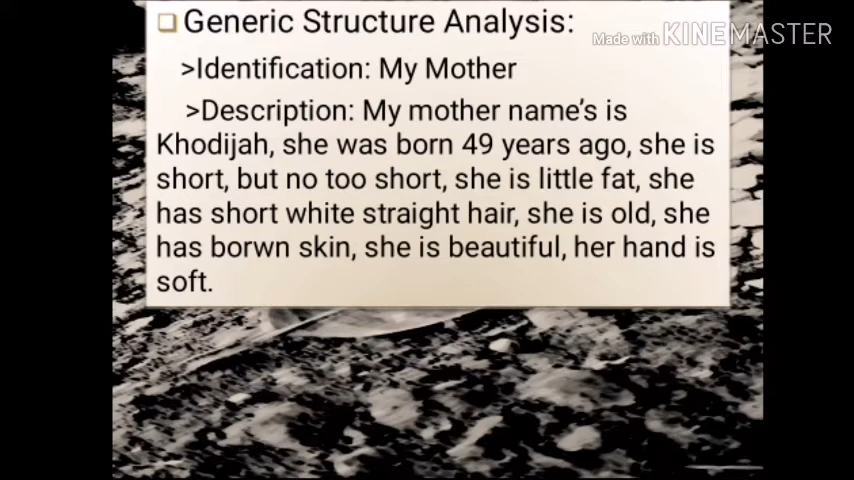 Generic Structure Analysis:
Made with KINEMASTER
>Identification: My Mother
>Description: My mother name's is
Khodijah, she was born 49 years ago, she is
short, but no too short, she is little fat, she
has short white straight hair, she is old, she
has borwn skin, she is beautiful, her hand is
soft.